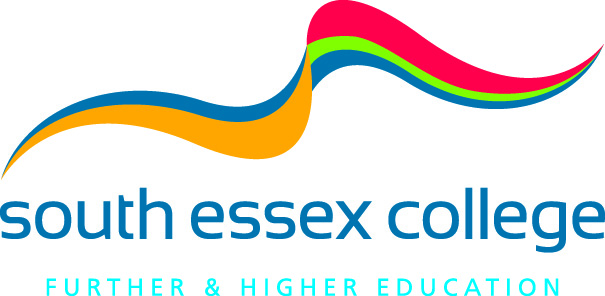 south essex college
FURTHER & HIGHER EDUCATION